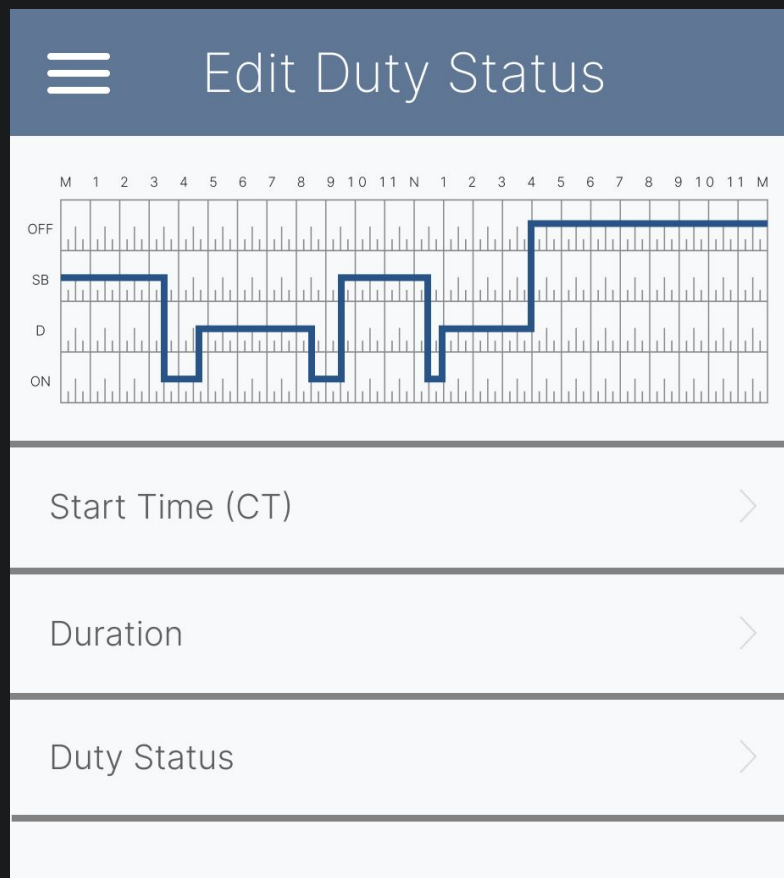 Edit Duty Status
M 1 2 3 4 5 6 7 8 9 10 11 N 1 2 3 4 5 6 7 8 9 10 11 M
OFF
SB
D
ON
Start Time (CT)
Duration
Duty Status